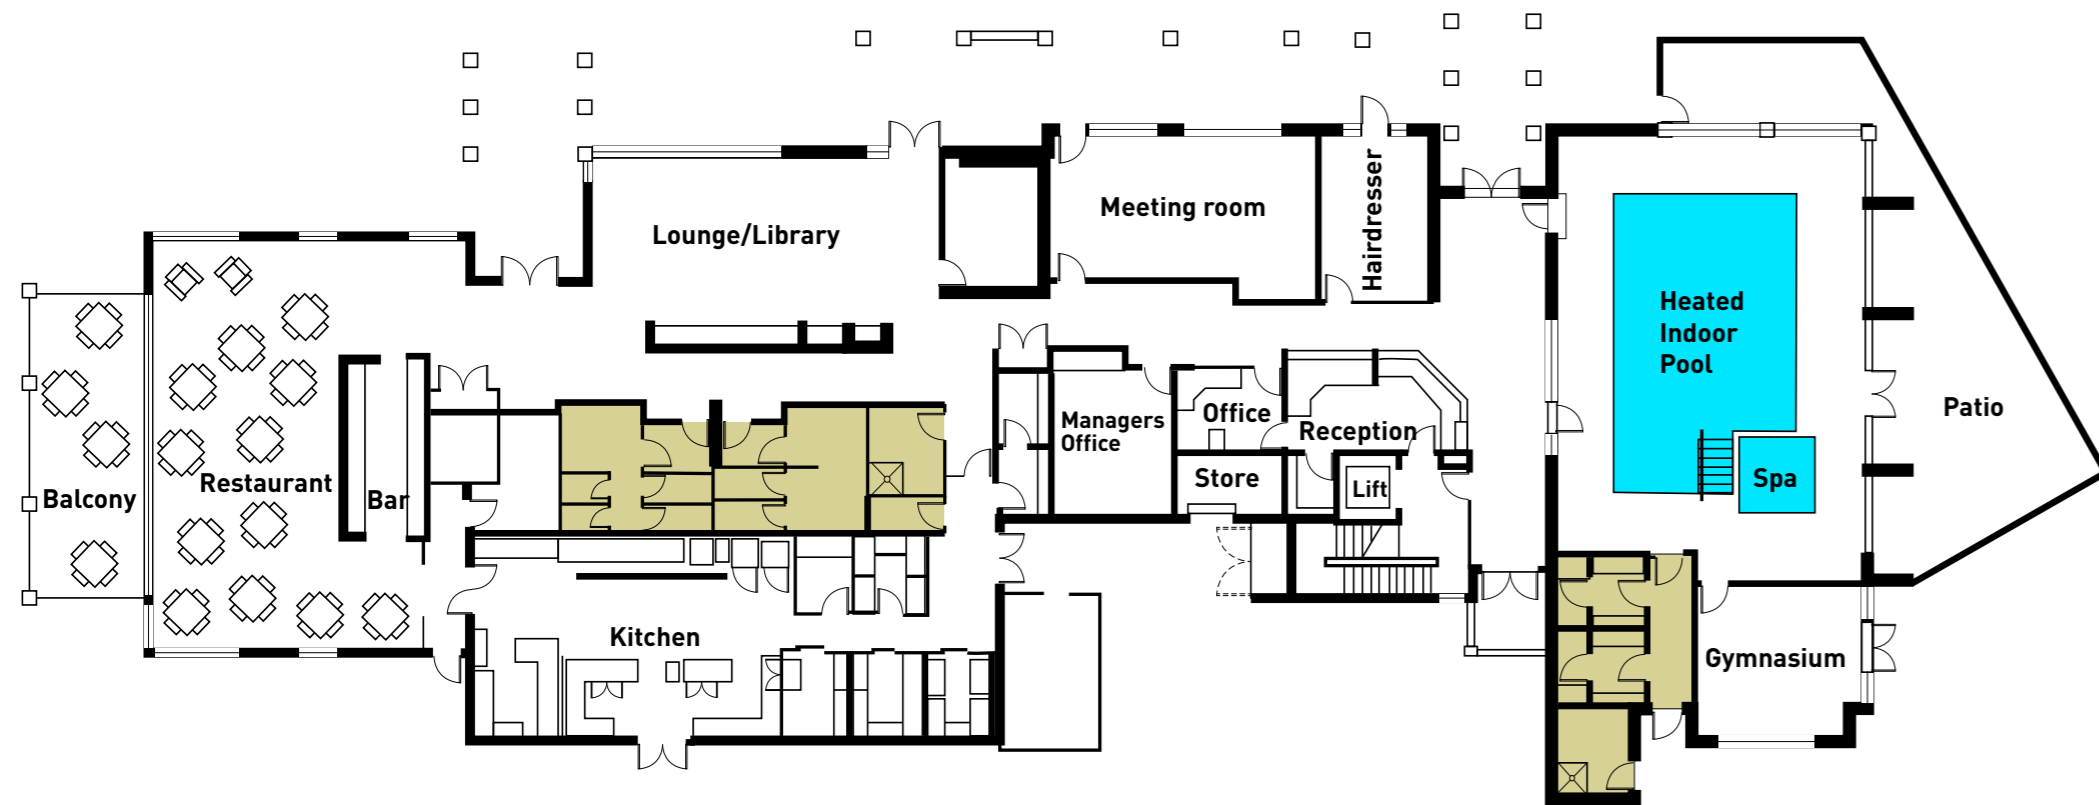 Lounge/Library
Meeting room
Hairdresser
Heated
Indoor
Pool
Spa
Patio
Managers
Office
Office
Reception
Store
Lift
Balcony
Restaurant
Bar
Kitchen
Gymnasium